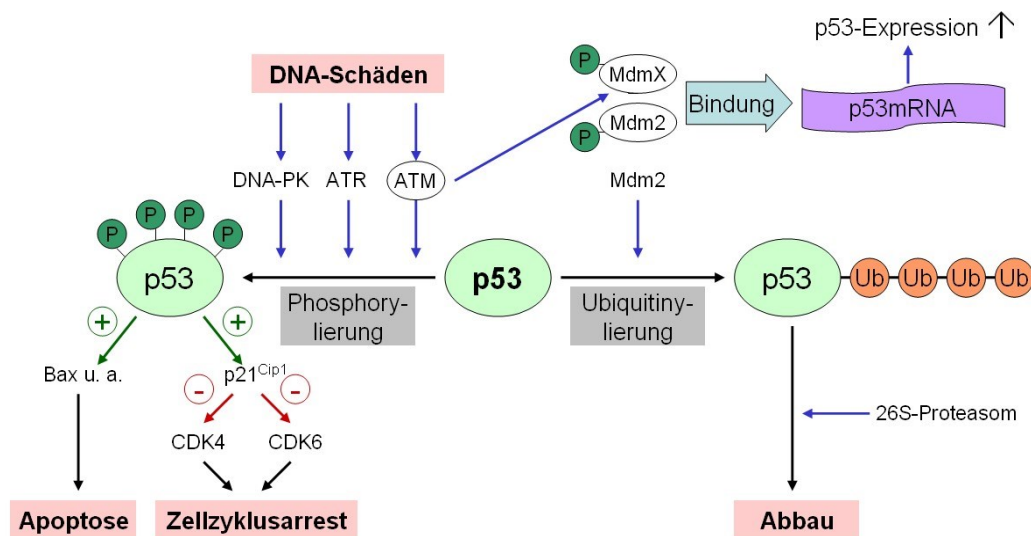 p53-Expression ↑
DNA-Schäden
P
MdmX
P
Mdm2
Bindung
p53mRNA
DNA-PK
ATR
ATM
Mdm2
P
P
P
P
p53
p53
p53
Ub
Ub
Ub
Ub
Phosphory-
lierung
Ubiquitiny-
lierung
+
+
Bax u. a.
p21Cip1
-
-
CDK4
CDK6
26S-Proteasom
Apoptose
Zellzyklusarrest
Abbau